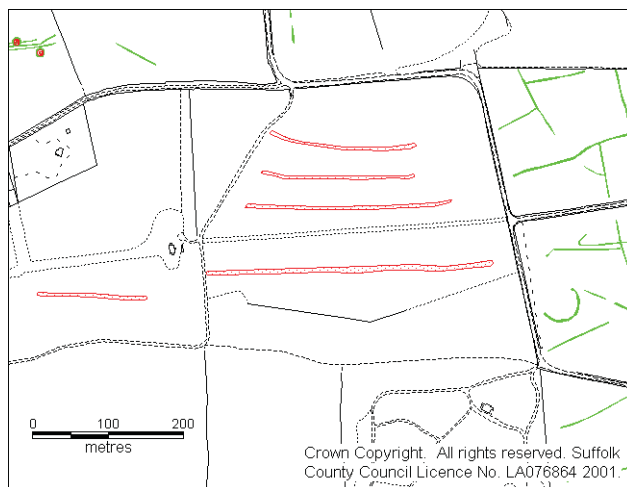 0 100 200
metres
Crown Copyright. All rights reserved. Suffolk
County Council Licence No. LA076864 2001.